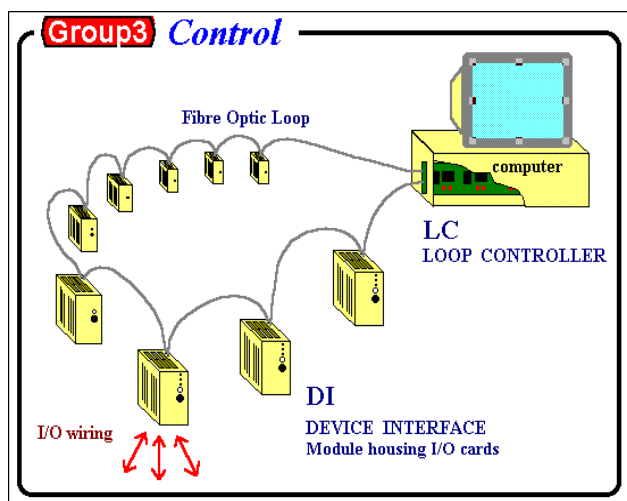 Group3 Control
Fibre Optic Loop
computer
LC
LOOP CONTROLLER
DI
DEVICE INTERFACE
Module housing I/O cards
I/O wiring